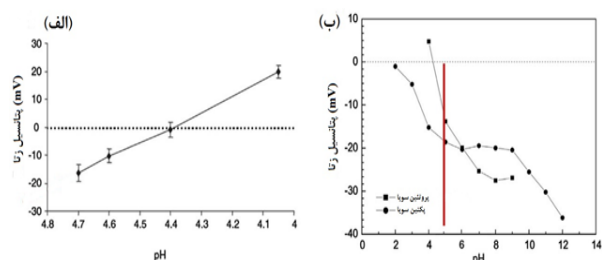 (الف)
پتانسیل زتا (mV)
30
20
10
0
-10
-20
-30
4.8 4.7 4.6 4.5 4.4 4.3 4.2 4.1 4
pH
(ب)
پتانسیل زتا (mV)
0
-10
-20
-30
-40
0 2 4 6 8 10 12 14
pH
پروتئین سویا
پکتین سویا